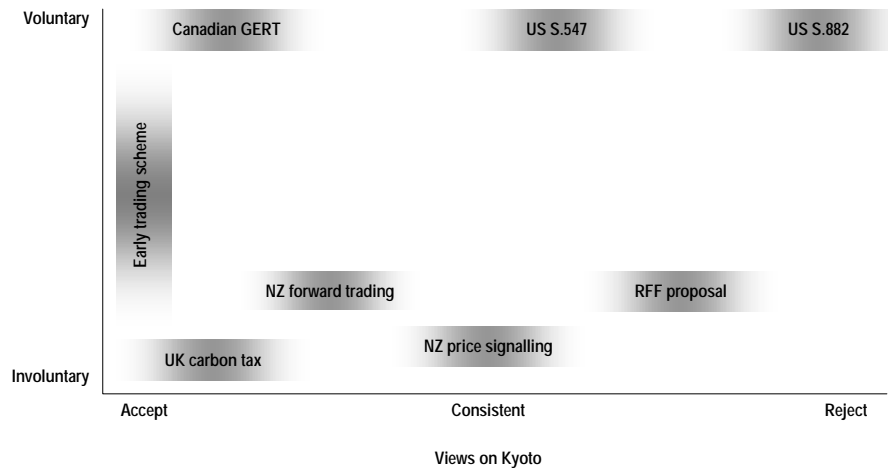 Voluntary
Canadian GERT
US S.547
US S.882
Early trading scheme
NZ forward trading
RFF proposal
NZ price signalling
UK carbon tax
Involuntary
Accept
Consistent
Reject
Views on Kyoto